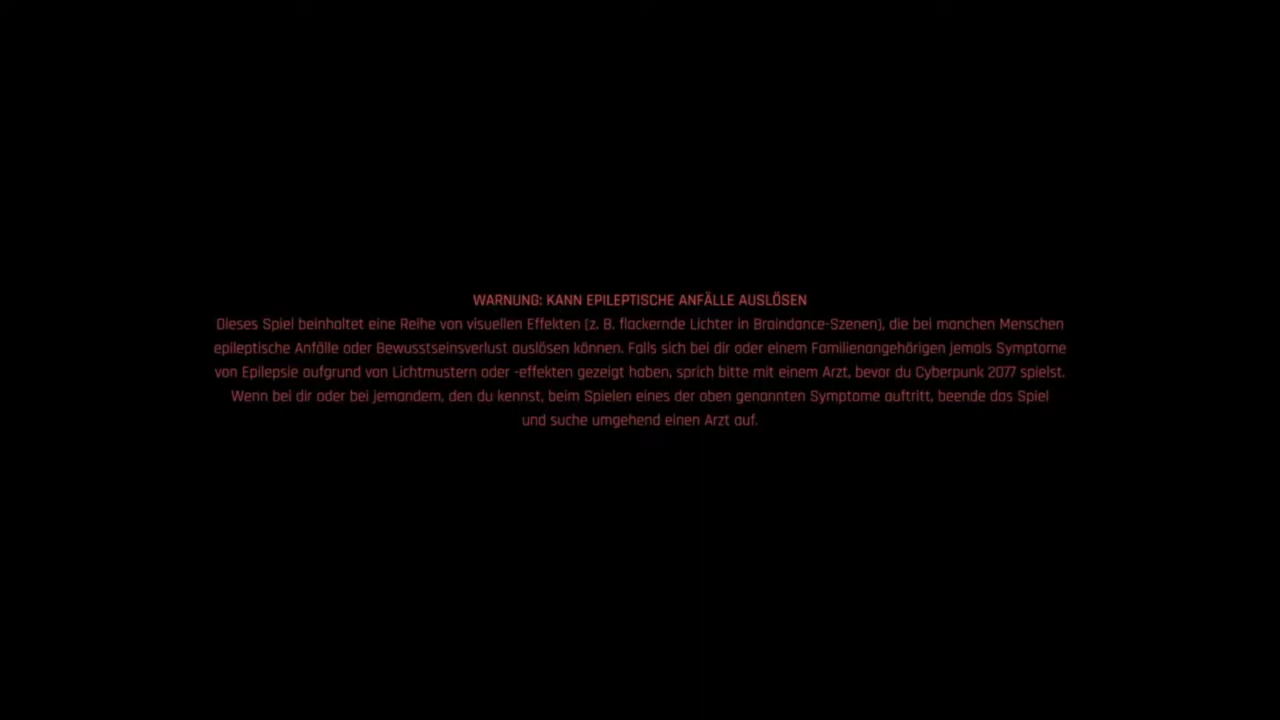 WARNUNG: KANN EPILEPTISCHE ANFÄLLE AUSLÖSEN
Dieses Spiel beinhaltet eine Reihe von visuellen Effekten (z. B. flackernde Lichter in Braindance-Szenen), die bei manchen Menschen
epileptische Anfälle oder Bewusstseinsverlust auslösen können. Falls sich bei dir oder einem Familienangehörigen jemals Symptome
von Epilepsie aufgrund von Lichtmustern oder -effekten gezeigt haben, sprich bitte mit einem Arzt, bevor du Cyberpunk 2077 spielst.
Wenn bei dir oder bei jemandem, den du kennst, beim Spielen eines der oben genannten Symptome auftritt, beende das Spiel
und suche umgehend einen Arzt auf.